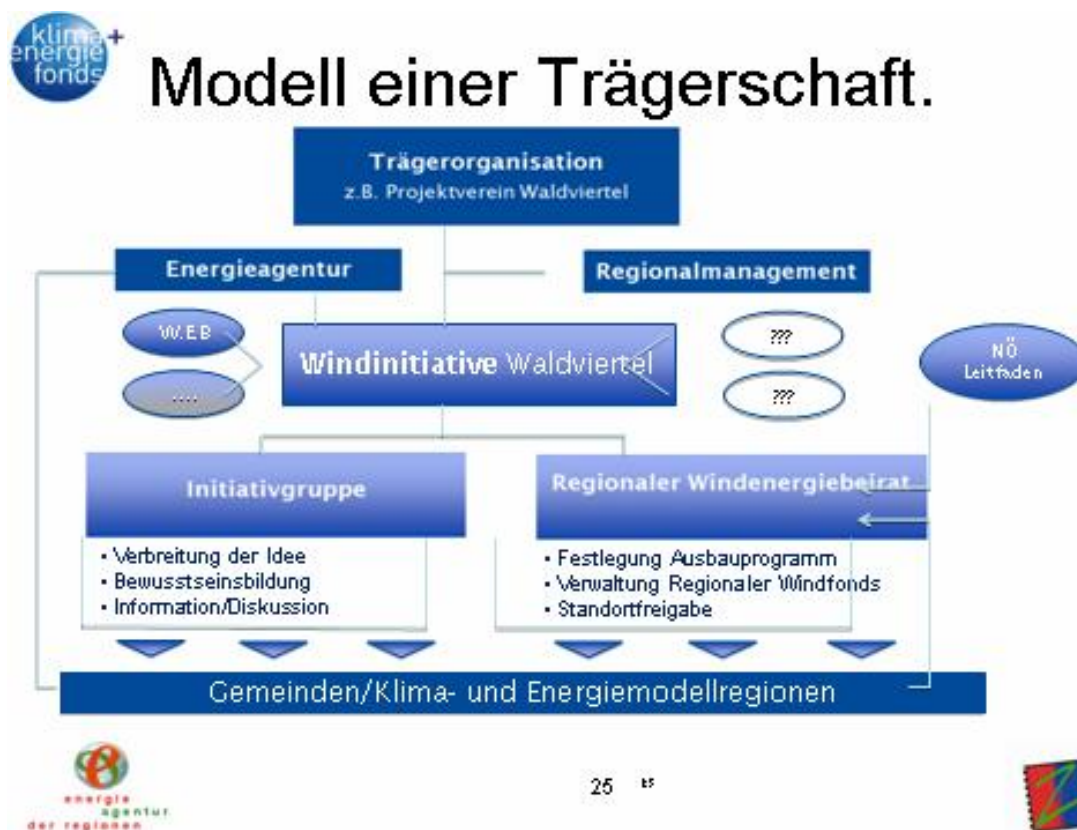 klima+
energie
fonds
Modell einer Trägerschaft.
Trägerorganisation
z.B. Projektverein Waldviertel
Energieagentur
Regionalmanagement
W.EB
....
Windinitiative Waldviertel
???
???
NÖ
Leitfaden
Initiativgruppe
• Verbreitung der Idee
• Bewusstseinsbildung
• Information/Diskussion
Regionaler Windenergiebeirat
• Festlegung Ausbauprogramm
• Verwaltung Regionaler Windfonds
• Standortfreigabe
Gemeinden/Klima- und Energiemodellregionen
energie
agentur
der regionen
25